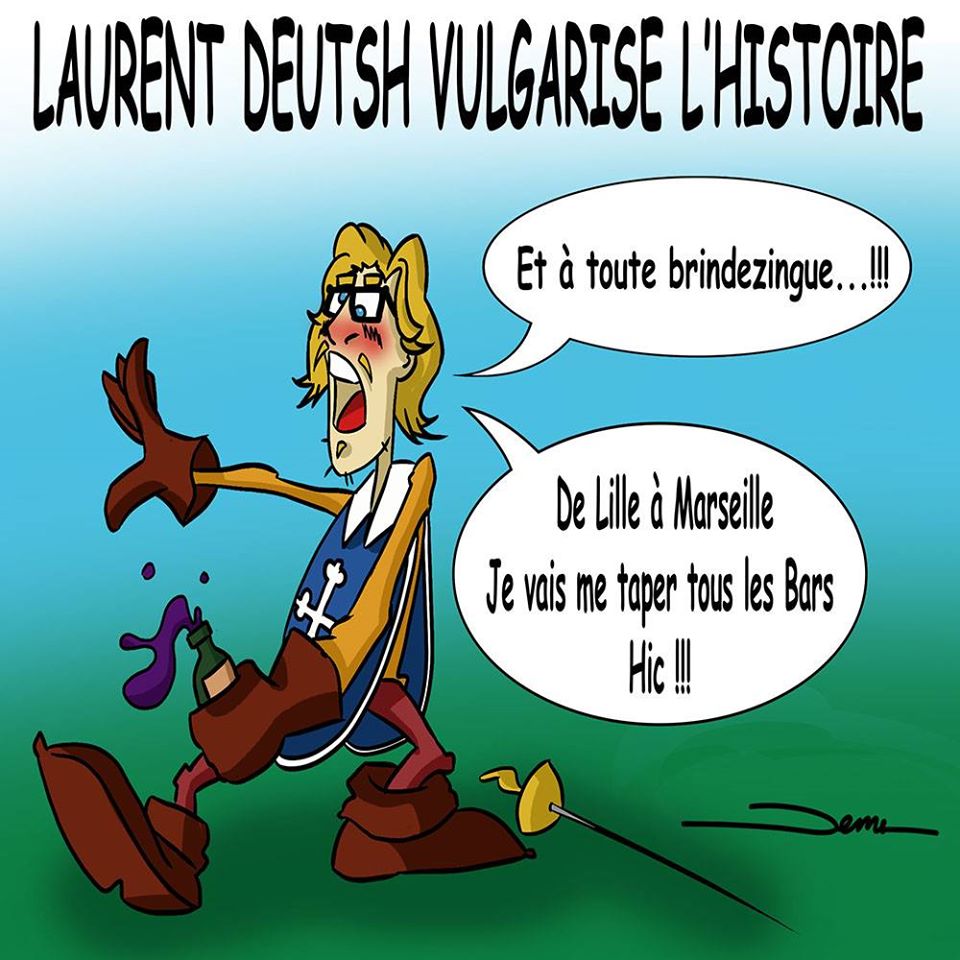 LAURENT DEUTSH VULGARISE L'HISTOIRE
Et à toute brindezingue...!!!
De Lille à Marseille
Je vais me taper tous les Bars
Hic !!!